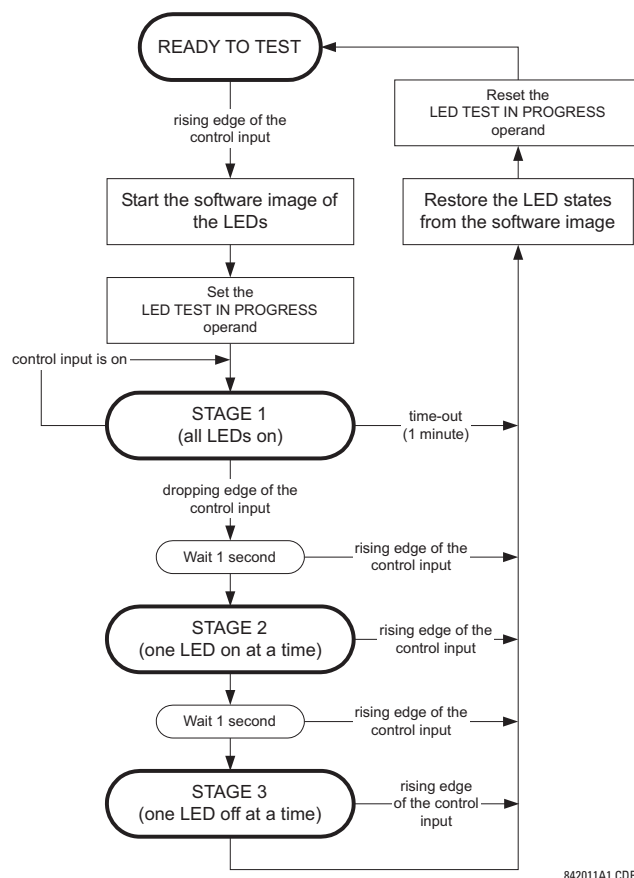 READY TO TEST
rising edge of the
control input
Start the software image of
the LEDs
Set the
LED TEST IN PROGRESS
operand
control input is on
STAGE 1
(all LEDs on)
time-out
(1 minute)
dropping edge of the
control input
Wait 1 second
rising edge of the
control input
STAGE 2
(one LED on at a time)
rising edge of the
control input
Wait 1 second
rising edge of the
control input
STAGE 3
(one LED off at a time)
rising edge
of the control
input
Restore the LED states
from the software image
Reset the
LED TEST IN PROGRESS
operand